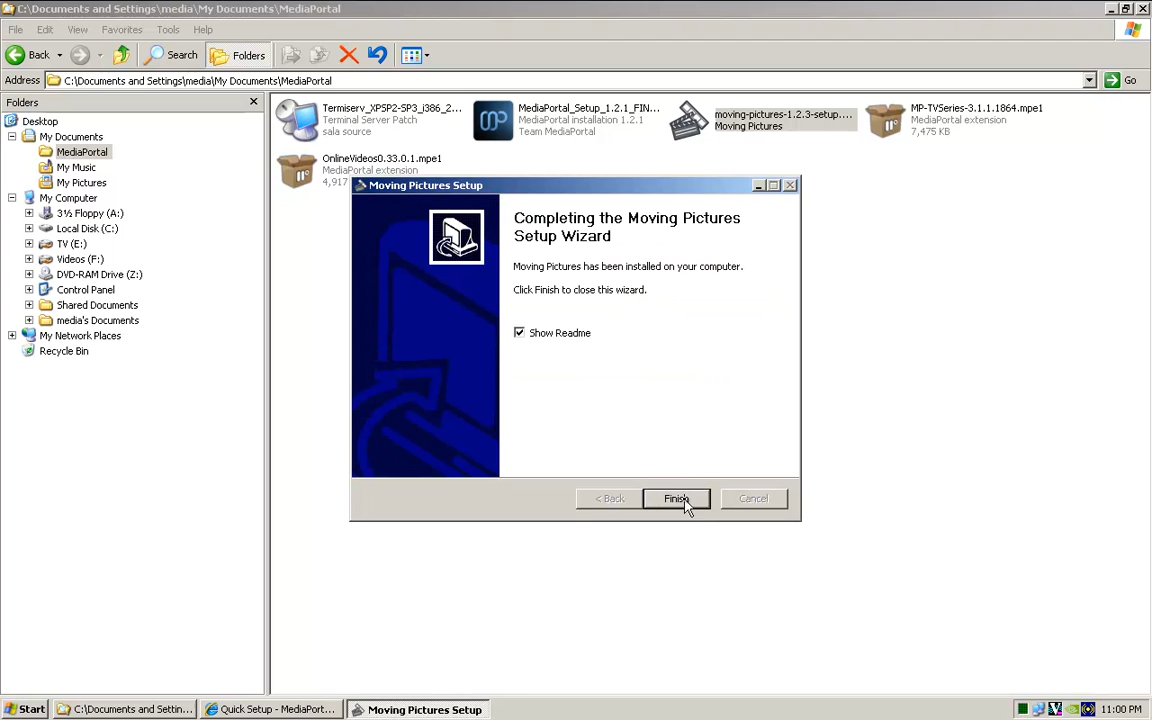 C:\Documents and Settings\media\My Documents\MediaPortal
File Edit View Favorites Tools Help
Back Search Folders
Address C:\Documents and Settings\media\My Documents\MediaPortal Go
Folders
Desktop
My Documents
MediaPortal
My Music
My Pictures
My Computer
3½ Floppy (A:)
Local Disk (C:)
TV (E:)
Videos (F:)
DVD-RAM Drive (Z:)
Control Panel
Shared Documents
media's Documents
My Network Places
Recycle Bin
Termiserv_XPSP2-SP3_i386_2...
Terminal Server Patch
sala source
MediaPortal_Setup_1.2.1_FIN...
MediaPortal installation 1.2.1
Team MediaPortal
moving-pictures-1.2.3-setup....
Moving Pictures
MP-TVSeries-3.1.1.1864.mpe1
MediaPortal extension
7,475 KB
OnlineVideos0.33.0.1.mpe1
MediaPortal extension
4,917
Moving Pictures Setup
Completing the Moving Pictures
Setup Wizard
Moving Pictures has been installed on your computer.
Click Finish to close this wizard.
Show Readme
< Back Finish Cancel
Start C:\Documents and Settin... Quick Setup - MediaPort... Moving Pictures Setup 11:00 PM